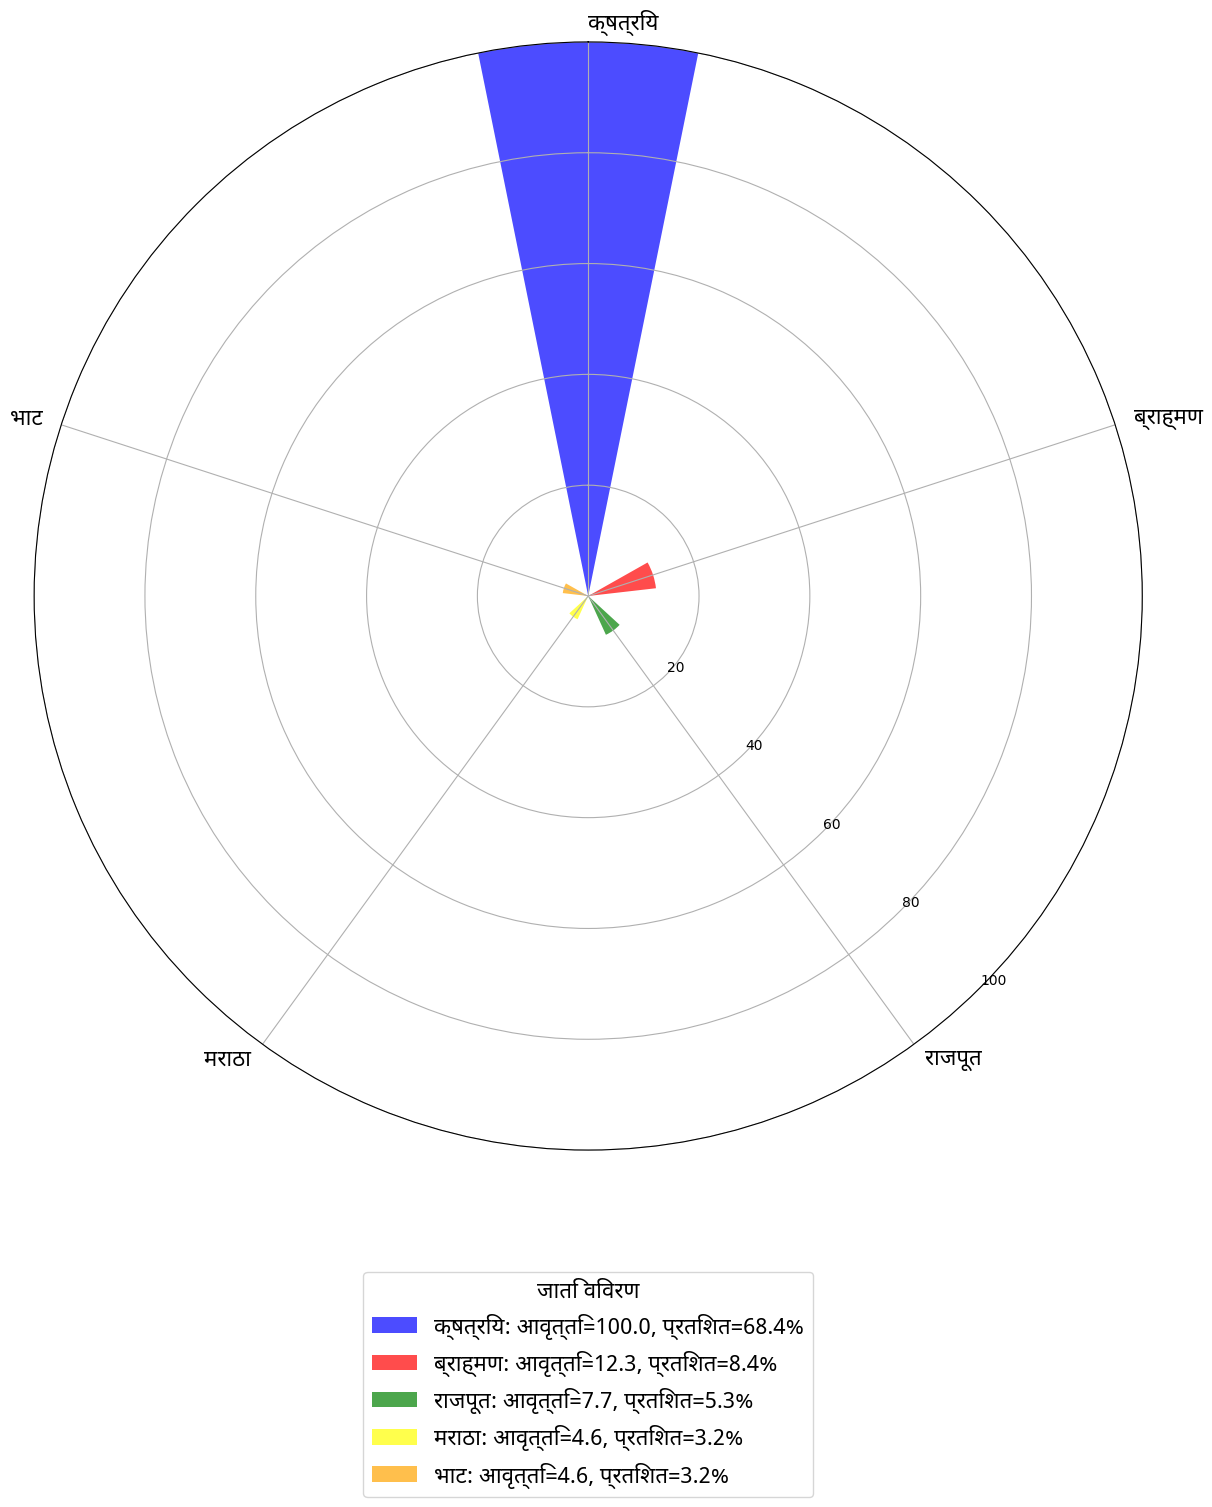 क्षत्रिय
भाट
ब्राह्मण
20
40
60
80
100
मराठा
राजपूत
जाति विवरण
क्षत्रिय: आवृत्ति=100.0, प्रतिशत=68.4%
ब्राह्मण: आवृत्ति=12.3, प्रतिशत=8.4%
राजपूत: आवृत्ति=7.7, प्रतिशत=5.3%
मराठा: आवृत्ति=4.6, प्रतिशत=3.2%
भाट: आवृत्ति=4.6, प्रतिशत=3.2%